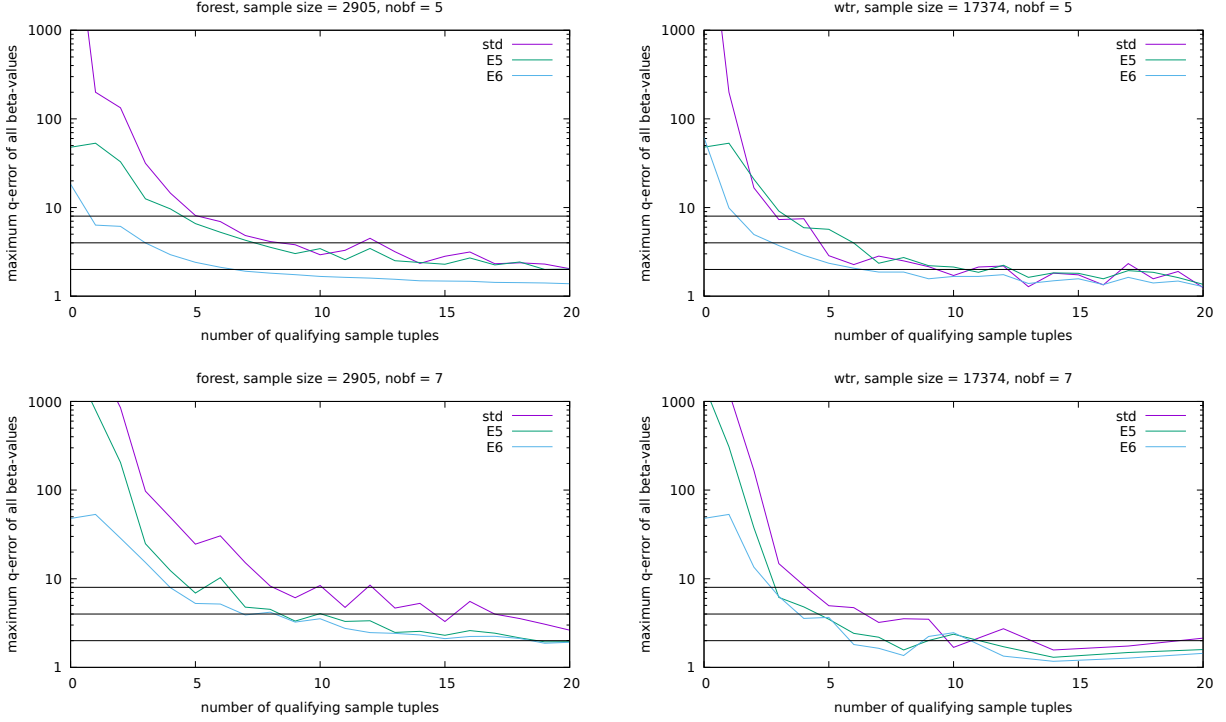 forest, sample size = 2905, nobf = 5
maximum q-error of all beta-values
1000
100
10
1
std
E5
E6
0 5 10 15 20
number of qualifying sample tuples
wtr, sample size = 17374, nobf = 5
maximum q-error of all beta-values
1000
100
10
1
std
E5
E6
0 5 10 15 20
number of qualifying sample tuples
forest, sample size = 2905, nobf = 7
maximum q-error of all beta-values
1000
100
10
1
std
E5
E6
0 5 10 15 20
number of qualifying sample tuples
wtr, sample size = 17374, nobf = 7
maximum q-error of all beta-values
1000
100
10
1
std
E5
E6
0 5 10 15 20
number of qualifying sample tuples